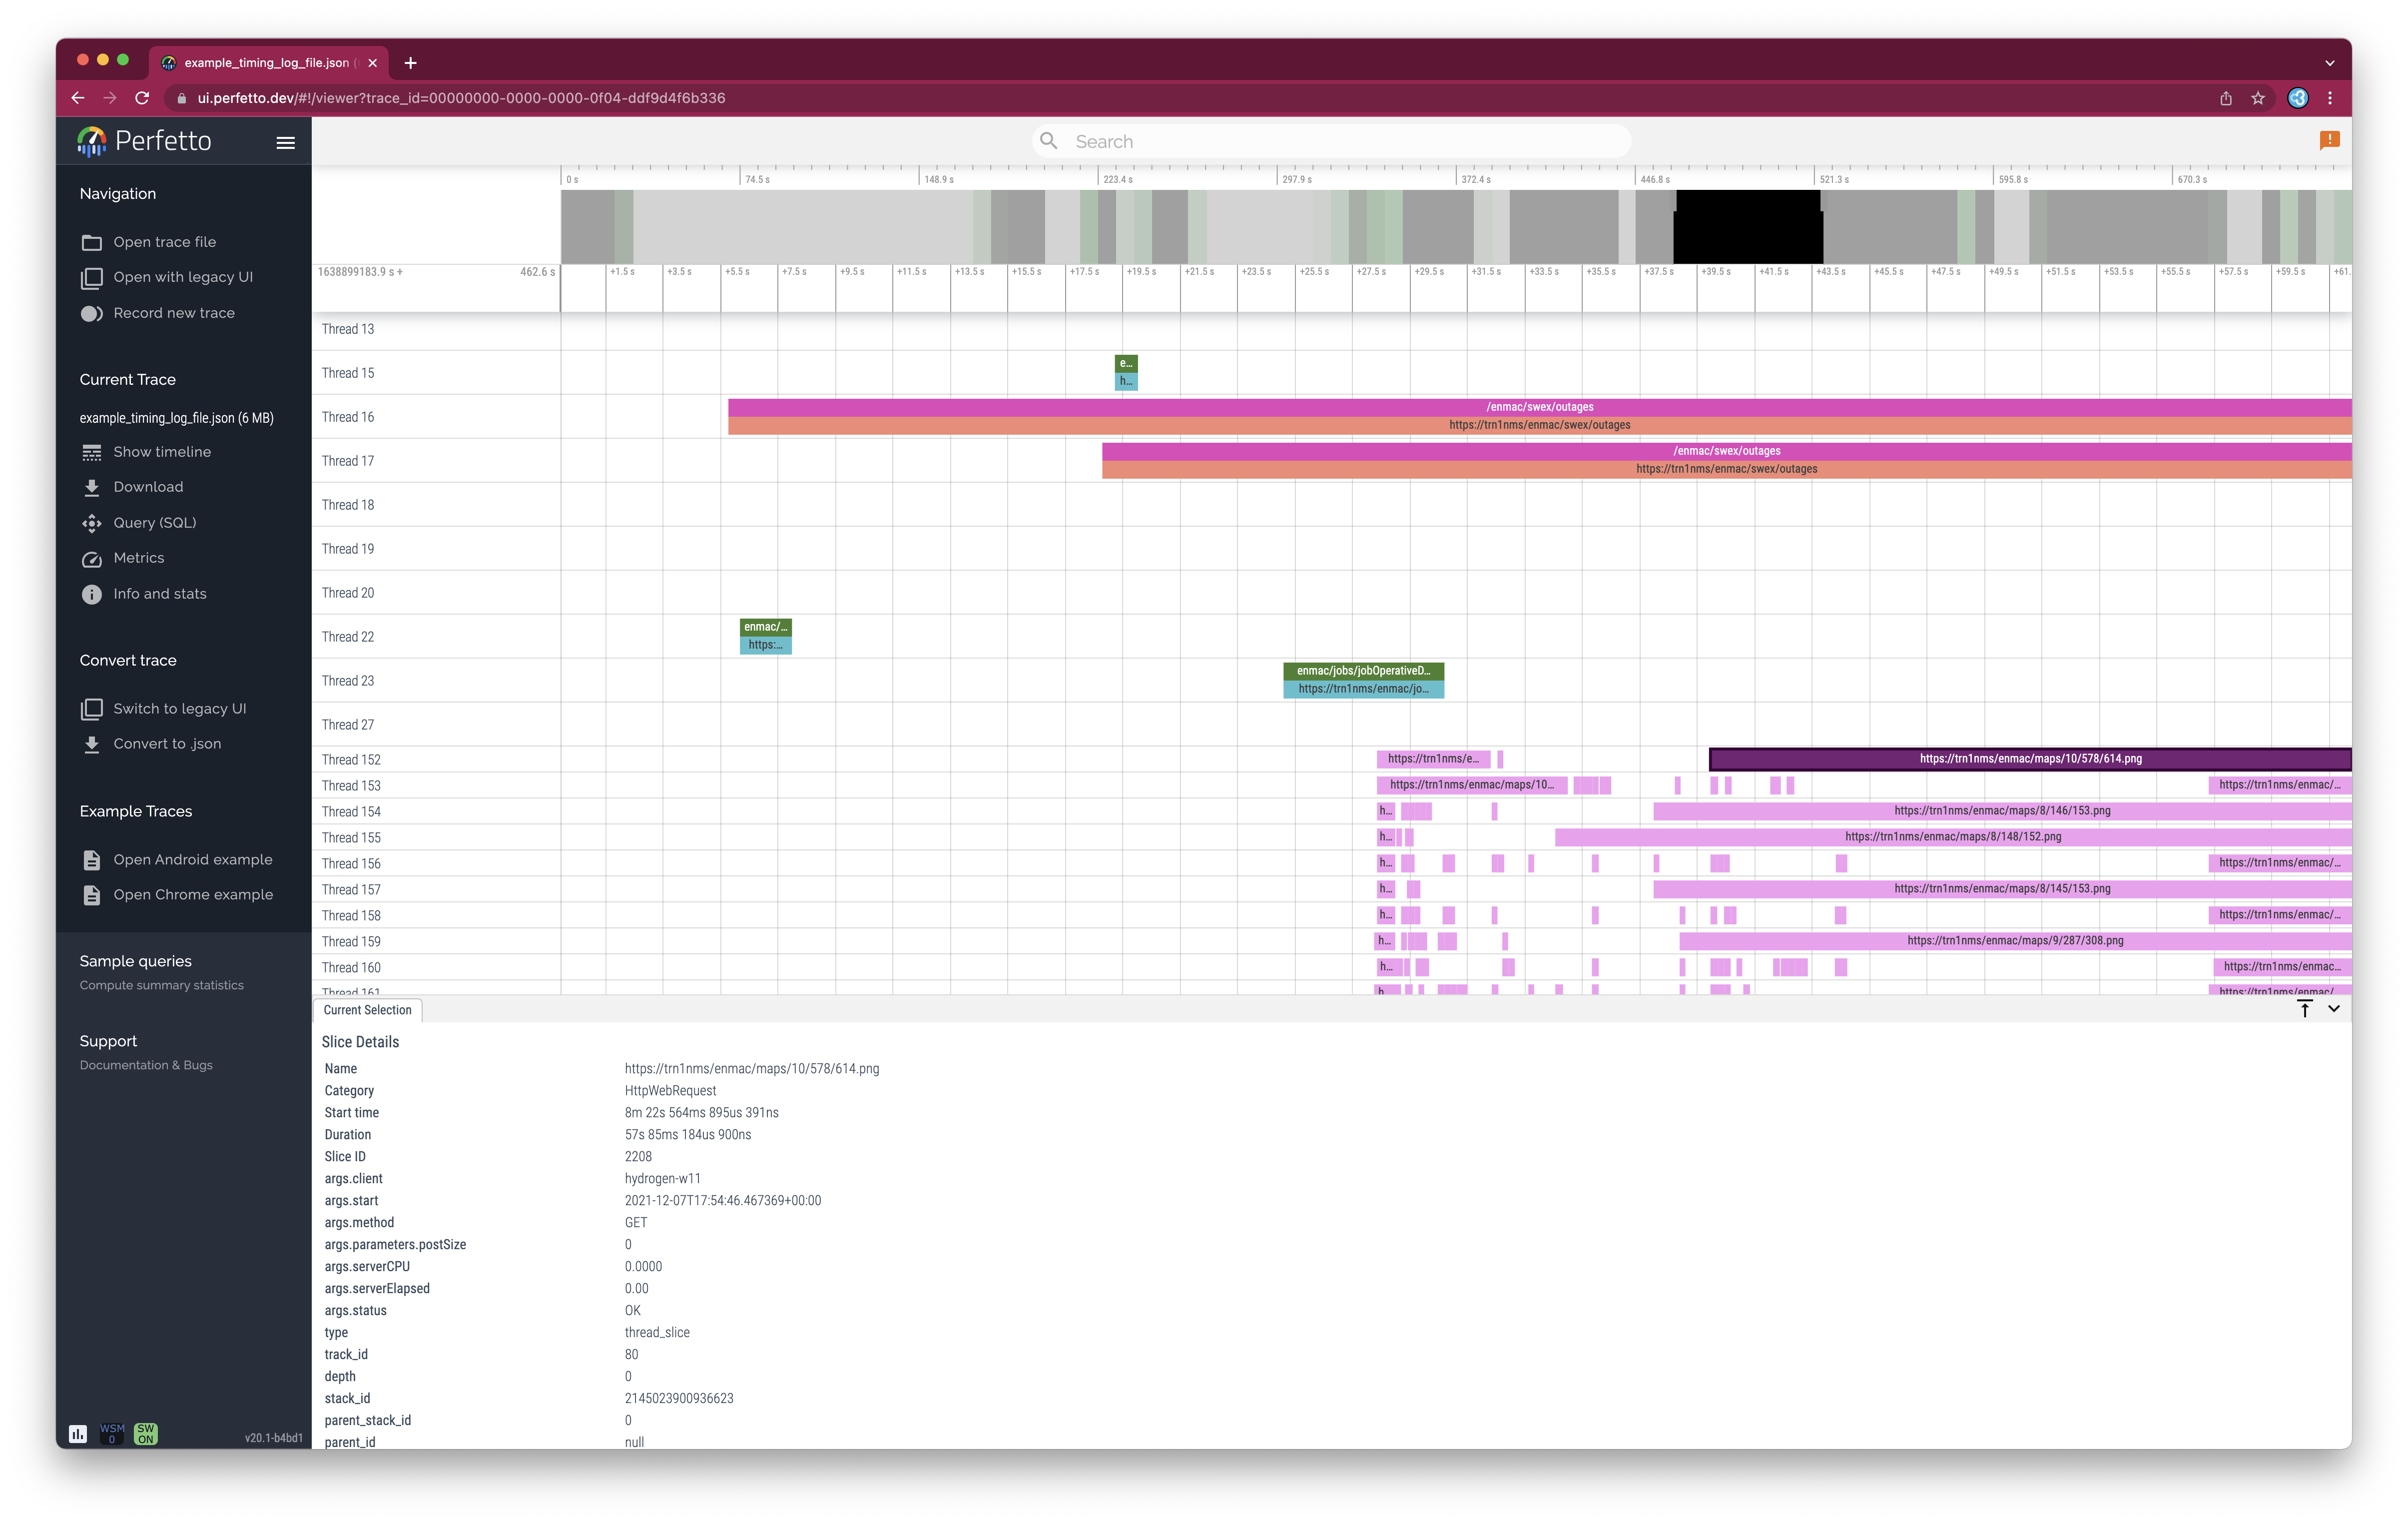 example_timing_log_file.json (
ui.perfetto.dev/#!/viewer?trace_id=00000000-0000-0000-0f04-ddf9d4f6b336
Perfetto
Search
Navigation
Open trace file
Open with legacy UI
Record new trace
Current Trace
example_timing_log_file.json (6 MB)
Show timeline
Download
Query (SQL)
Metrics
Info and stats
Convert trace
Switch to legacy UI
Convert to .json
Example Traces
Open Android example
Open Chrome example
Sample queries
Compute summary statistics
Support
Documentation & Bugs
WSM 0
SW ON
v20.1-b4bd1
0 s 74.5 s 148.9 s 223.4 s 297.9 s 372.4 s 446.8 s 521.3 s 595.8 s 670.3 s
1638899183.9 s + 462.6 s +1.5 s +3.5 s +5.5 s +7.5 s +9.5 s +11.5 s +13.5 s +15.5 s +17.5 s +19.5 s +21.5 s +23.5 s +25.5 s +27.5 s +29.5 s +31.5 s +33.5 s +35.5 s +37.5 s +39.5 s +41.5 s +43.5 s +45.5 s +47.5 s +49.5 s +51.5 s +53.5 s +55.5 s +57.5 s +59.5 s +61.
Thread 13
Thread 15 e...
h...
Thread 16 /enmac/swex/outages
https://trn1nms/enmac/swex/outages
Thread 17 /enmac/swex/outages
https://trn1nms/enmac/swex/outages
Thread 18
Thread 19
Thread 20
Thread 22 enmac/...
https:...
Thread 23 enmac/jobs/jobOperativeD...
https://trn1nms/enmac/jo...
Thread 27
Thread 152 https://trn1nms/e... https://trn1nms/enmac/maps/10/578/614.png
Thread 153 https://trn1nms/enmac/maps/10... https://trn1nms/enmac/...
Thread 154 h... https://trn1nms/enmac/maps/8/146/153.png
Thread 155 h... https://trn1nms/enmac/maps/8/148/152.png
Thread 156 h... https://trn1nms/enmac/...
Thread 157 h... https://trn1nms/enmac/maps/8/145/153.png
Thread 158 h... https://trn1nms/enmac/...
Thread 159 h... https://trn1nms/enmac/maps/9/287/308.png
Thread 160 h... https://trn1nms/enmac...
Thread 161 h https://trn1nms/enmac/
Current Selection
Slice Details
Name https://trn1nms/enmac/maps/10/578/614.png
Category HttpWebRequest
Start time 8m 22s 564ms 895us 391ns
Duration 57s 85ms 184us 900ns
Slice ID 2208
args.client hydrogen-w11
args.start 2021-12-07T17:54:46.467369+00:00
args.method GET
args.parameters.postSize 0
args.serverCPU 0.0000
args.serverElapsed 0.00
args.status OK
type thread_slice
track_id 80
depth 0
stack_id 2145023900936623
parent_stack_id 0
parent_id null